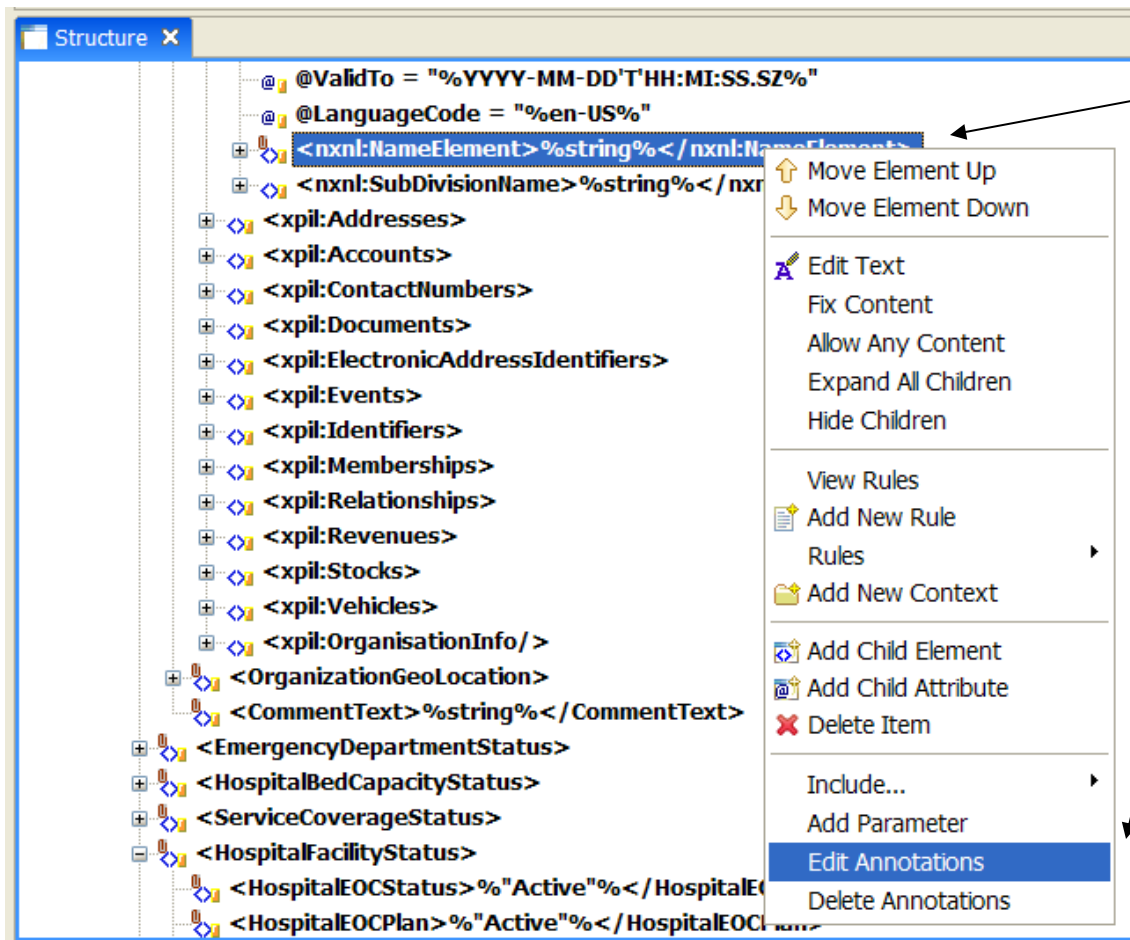 Structure
@ValidTo = "%YYYY-MM-DD'T'HH:MI:SS.SZ%"
@LanguageCode = "%en-US%"
<nxnl:NameElement>%string%</nxnl:NameElement>
<nxnl:SubDivisionName>%string%</nxn
<xpil:Addresses>
<xpil:Accounts>
<xpil:ContactNumbers>
<xpil:Documents>
<xpil:ElectronicAddressIdentifiers>
<xpil:Events>
<xpil:Identifiers>
<xpil:Memberships>
<xpil:Relationships>
<xpil:Revenues>
<xpil:Stocks>
<xpil:Vehicles>
<xpil:OrganisationInfo/>
<OrganizationGeoLocation>
<CommentText>%string%</CommentText>
<EmergencyDepartmentStatus>
<HospitalBedCapacityStatus>
<ServiceCoverageStatus>
<HospitalFacilityStatus>
<HospitalEOCStatus>%"Active"%</HospitalEO
<HospitalEOCPlan>%"Active"%</HospitalEOCPlan>
Move Element Up
Move Element Down
Edit Text
Fix Content
Allow Any Content
Expand All Children
Hide Children
View Rules
Add New Rule
Rules
Add New Context
Add Child Element
Add Child Attribute
Delete Item
Include...
Add Parameter
Edit Annotations
Delete Annotations